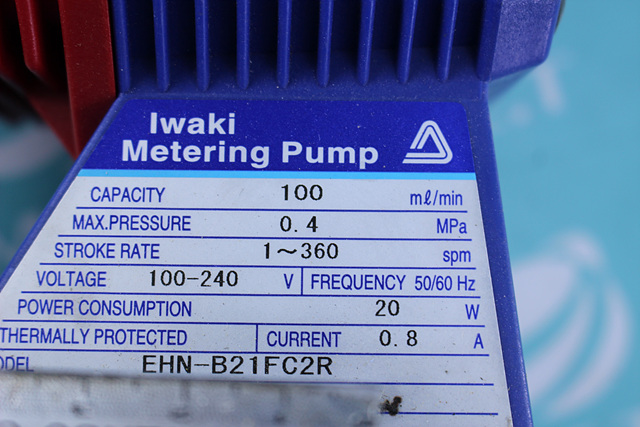 Iwaki
Metering Pump
CAPACITY 100 mℓ/min
MAX.PRESSURE 0.4 MPa
STROKE RATE 1~360 spm
VOLTAGE 100-240 V FREQUENCY 50/60 Hz
POWER CONSUMPTION 20 W
THERMALLY PROTECTED CURRENT 0.8 A
ODEL EHN-B21FC2R